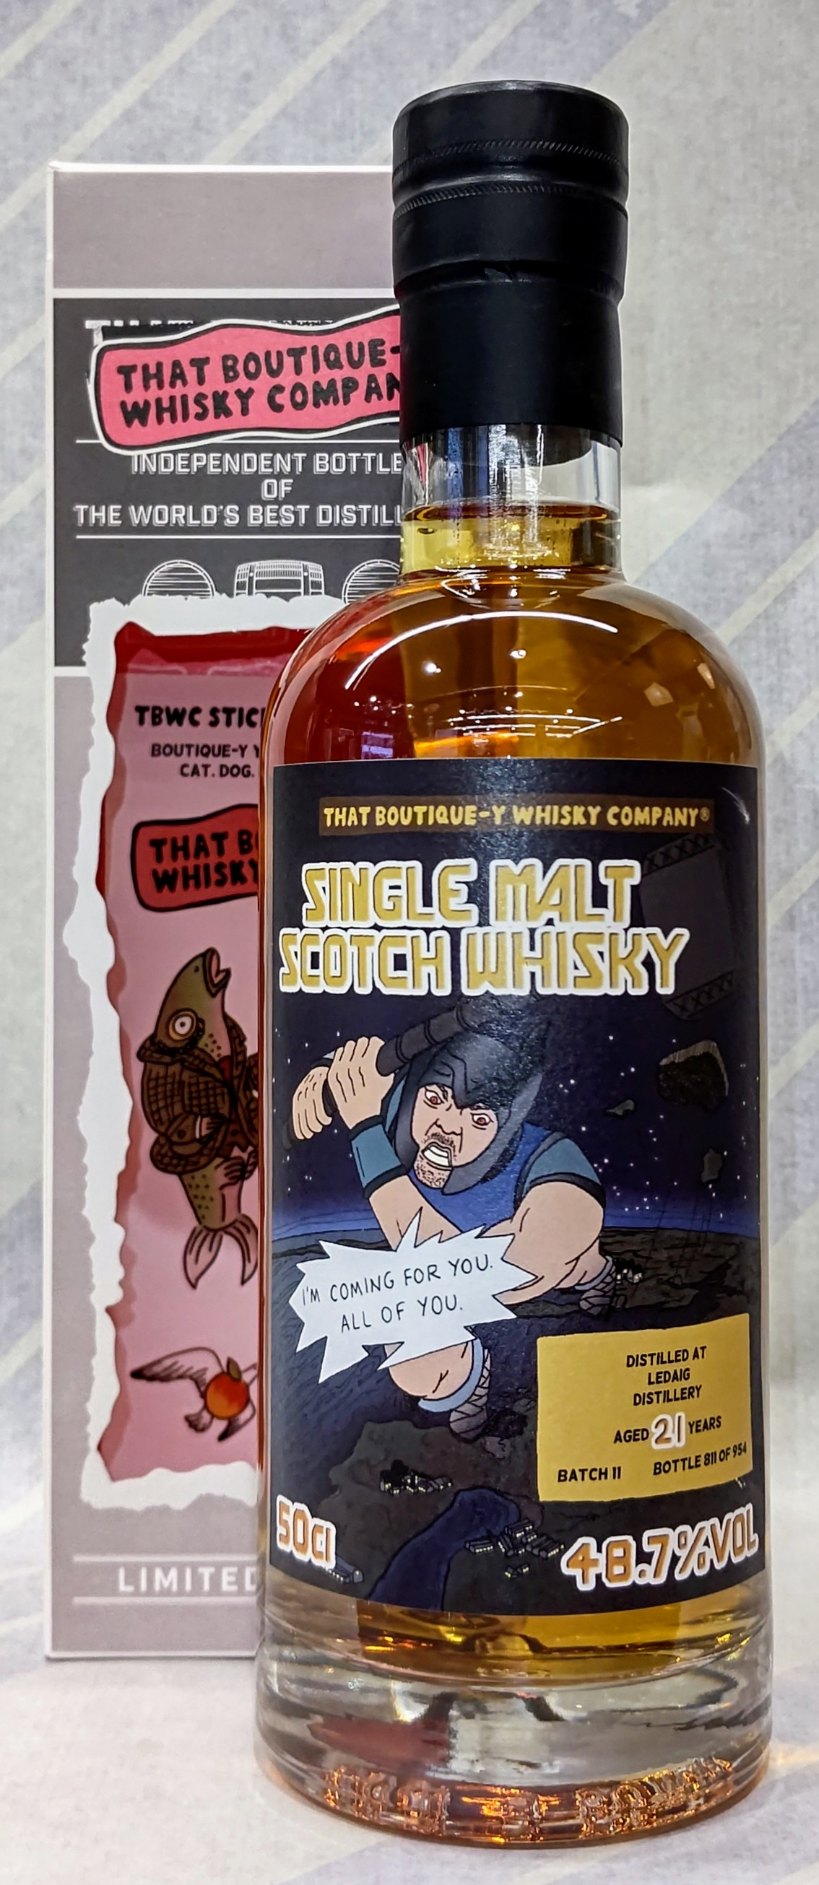 THAT BOUTIQUE-
WHISKY COMPAN
INDEPENDENT BOTTLE
OF
THE WORLD'S BEST DISTILL
TBWC STIC
BOUTIQUE-Y Y
CAT. DOG.
THAT B
WHISKY
LIMITED
THAT BOUTIQUE-Y WHISKY COMPANY®
SINGLE MALT
SCOTCH WHISKY
I'M COMING FOR YOU.
ALL OF YOU.
DISTILLED AT
LEDAIG
DISTILLERY
AGED 21 YEARS
BATCH 11 BOTTLE 811 OF 954
50cl
48.7%VOL